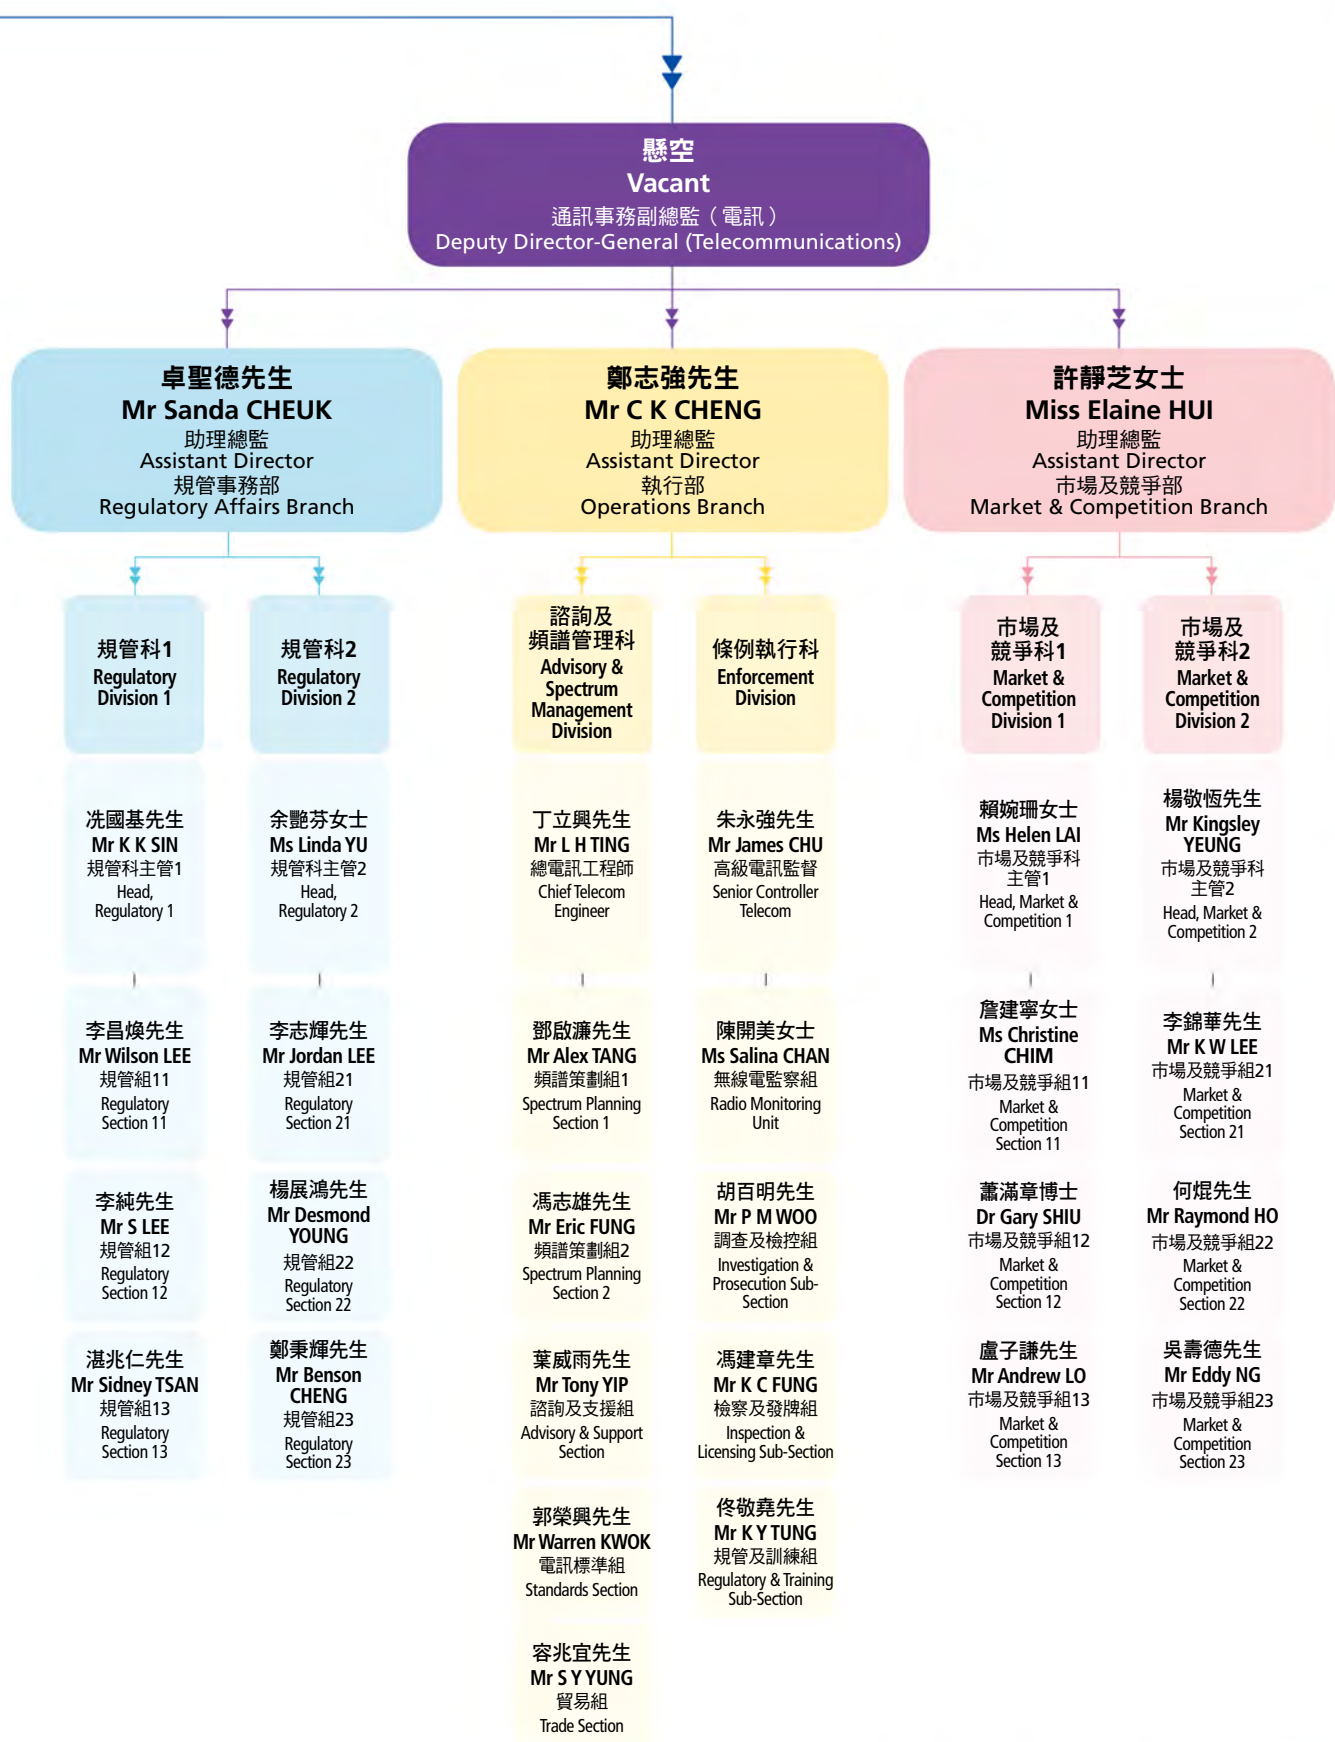 懸空
Vacant
通訊事務副總監（電訊）
Deputy Director-General (Telecommunications)
卓聖德先生
Mr Sanda CHEUK
助理總監
Assistant Director
規管事務部
Regulatory Affairs Branch
鄭志強先生
Mr C K CHENG
助理總監
Assistant Director
執行部
Operations Branch
許靜芝女士
Miss Elaine HUI
助理總監
Assistant Director
市場及競爭部
Market & Competition Branch
規管科1
Regulatory
Division 1
規管科2
Regulatory
Division 2
諮詢及
頻譜管理科
Advisory &
Spectrum
Management
Division
條例執行科
Enforcement
Division
市場及
競爭科1
Market &
Competition
Division 1
市場及
競爭科2
Market &
Competition
Division 2
冼國基先生
Mr K K SIN
規管科主管1
Head,
Regulatory 1
余艷芬女士
Ms Linda YU
規管科主管2
Head,
Regulatory 2
丁立興先生
Mr L H TING
總電訊工程師
Chief Telecom
Engineer
朱永強先生
Mr James CHU
高級電訊監督
Senior Controller
Telecom
賴婉珊女士
Ms Helen LAI
市場及競爭科
主管1
Head, Market &
Competition 1
楊敬恆先生
Mr Kingsley
YEUNG
市場及競爭科
主管2
Head, Market &
Competition 2
李昌煥先生
Mr Wilson LEE
規管組11
Regulatory
Section 11
李志輝先生
Mr Jordan LEE
規管組21
Regulatory
Section 21
鄧啟濂先生
Mr Alex TANG
頻譜策劃組1
Spectrum Planning
Section 1
陳開美女士
Ms Salina CHAN
無線電監察組
Radio Monitoring
Unit
詹建寧女士
Ms Christine
CHIM
市場及競爭組11
Market &
Competition
Section 11
李錦華先生
Mr K W LEE
市場及競爭組21
Market &
Competition
Section 21
李純先生
Mr S LEE
規管組12
Regulatory
Section 12
楊展鴻先生
Mr Desmond
YOUNG
規管組22
Regulatory
Section 22
馮志雄先生
Mr Eric FUNG
頻譜策劃組2
Spectrum Planning
Section 2
胡百明先生
Mr P M WOO
調查及檢控組
Investigation &
Prosecution Sub-
Section
蕭滿章博士
Dr Gary SHIU
市場及競爭組12
Market &
Competition
Section 12
何焜先生
Mr Raymond HO
市場及競爭組22
Market &
Competition
Section 22
湛兆仁先生
Mr Sidney TSAN
規管組13
Regulatory
Section 13
鄭秉輝先生
Mr Benson
CHENG
規管組23
Regulatory
Section 23
葉威雨先生
Mr Tony YIP
諮詢及支援組
Advisory & Support
Section
馮建章先生
Mr K C FUNG
檢察及發牌組
Inspection &
Licensing Sub-Section
盧子謙先生
Mr Andrew LO
市場及競爭組13
Market &
Competition
Section 13
吳壽德先生
Mr Eddy NG
市場及競爭組23
Market &
Competition
Section 23
郭榮興先生
Mr Warren KWOK
電訊標準組
Standards Section
佟敬堯先生
Mr K Y TUNG
規管及訓練組
Regulatory & Training
Sub-Section
容兆宜先生
Mr S Y YUNG
貿易組
Trade Section